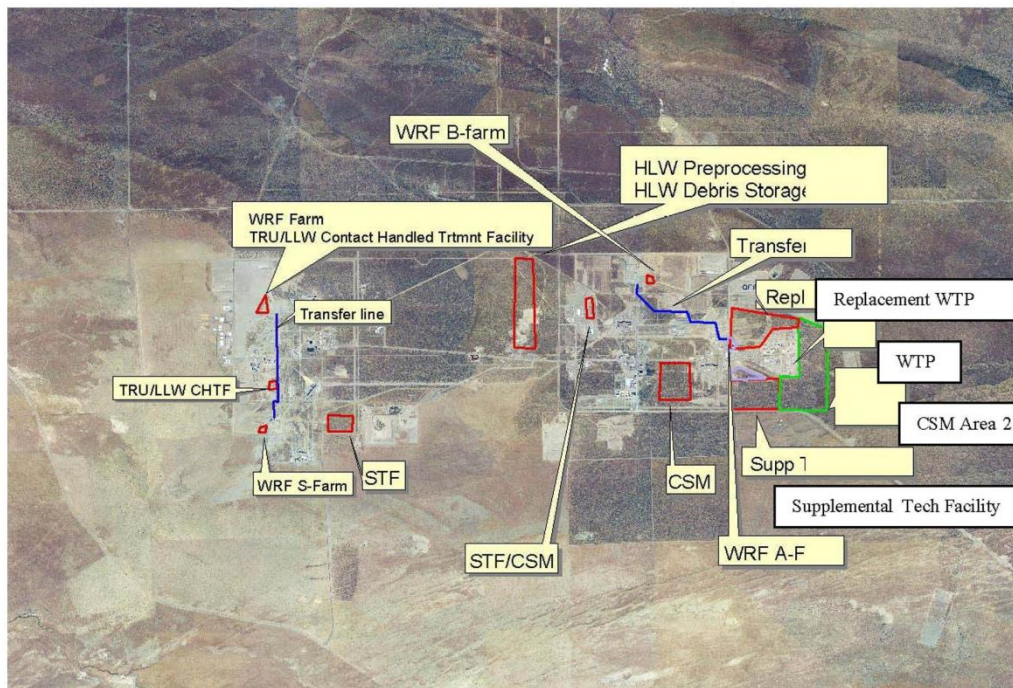 WRF B-farm
HLW Preprocessing
HLW Debris Storage
WRF Farm
TRU/LLW Contact Handled Trtmnt Facility
Transfer
Transfer line
Repl
Replacement WTP
WTP
TRU/LLW CHTF
CSM Area 2
WRF S-Farm
STF
CSM
Supp T
Supplemental Tech Facility
STF/CSM
WRF A-F